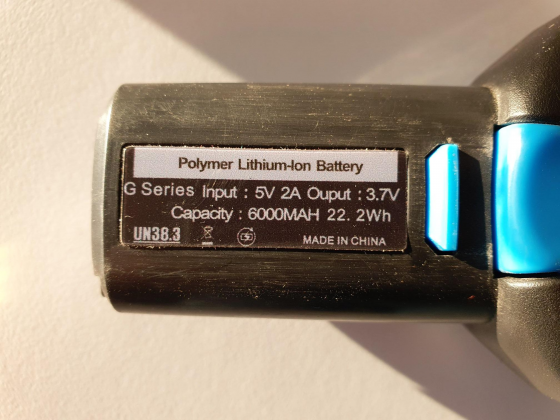 Polymer Lithium-Ion Battery
G Series Input : 5V 2A Ouput : 3.7V
Capacity : 6000MAH 22. 2Wh
UN38.3 MADE IN CHINA